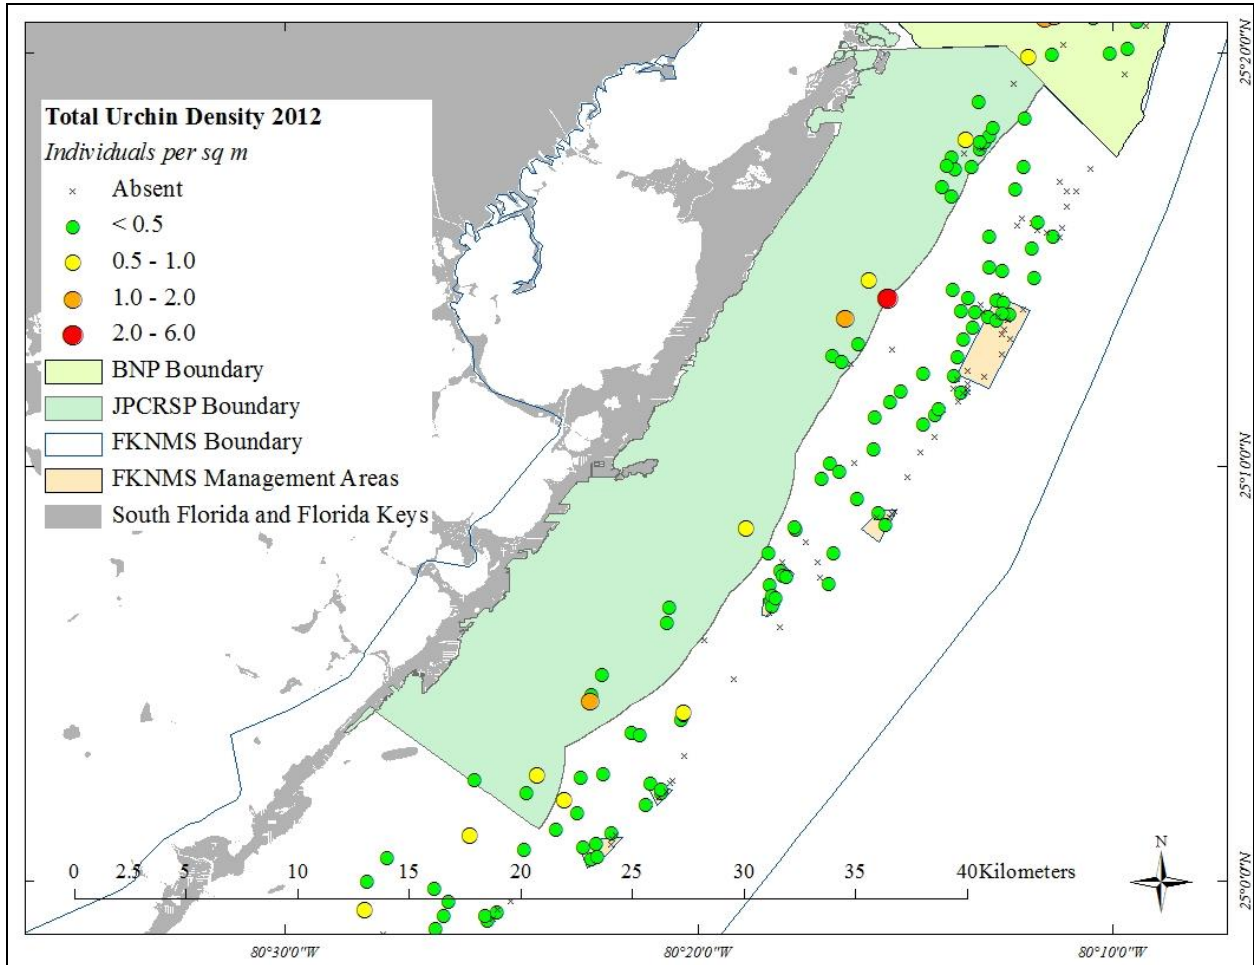 Total Urchin Density 2012
Individuals per sq m
Absent
< 0.5
0.5 - 1.0
1.0 - 2.0
2.0 - 6.0
BNP Boundary
JPCRSP Boundary
FKNMS Boundary
FKNMS Management Areas
South Florida and Florida Keys
25°20'0"N
25°10'0"N
25°0'0"N
N
0 2.5 5 10 15 20 25 30 35 40 Kilometers
80°30'0"W 80°20'0"W 80°10'0"W